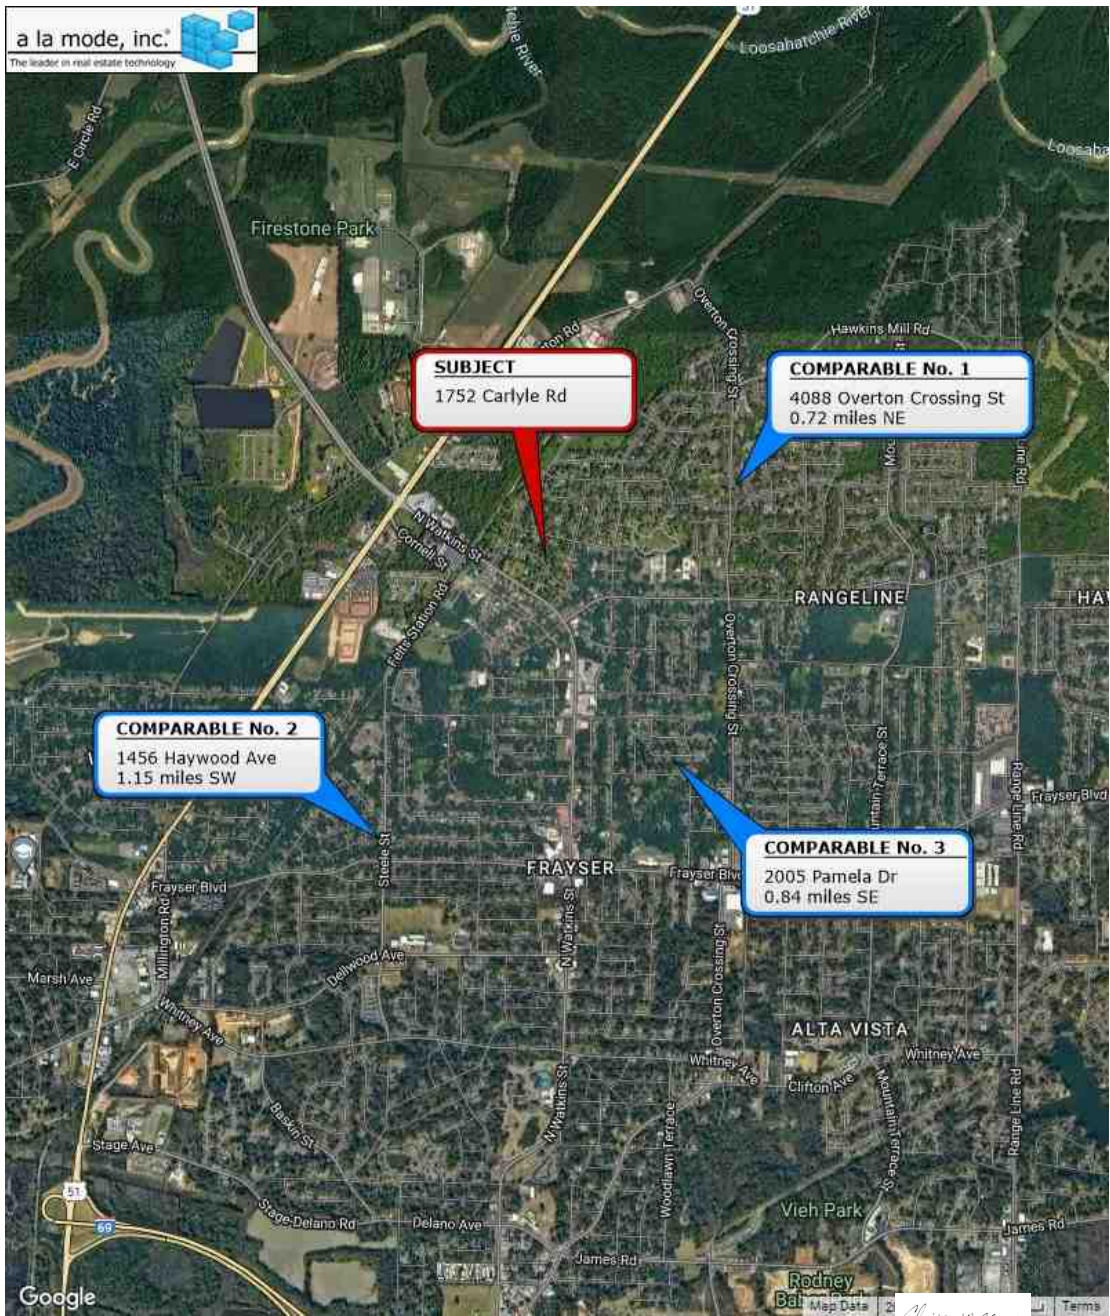 a la mode, inc.®
The leader in real estate technology
51
Loosahatchie River
E Circle Rd
Firestone Park
Overton Crossing St
Hawkins Mill Rd
SUBJECT
1752 Carlyle Rd
COMPARABLE No. 1
4088 Overton Crossing St
0.72 miles NE
N Watkins St
Cornell St
Felts Station Rd
RANGELINE
Overton Crossing St
COMPARABLE No. 2
1456 Haywood Ave
1.15 miles SW
Steele St
Range Line Rd
Frayser Blvd
COMPARABLE No. 3
2005 Pamela Dr
0.84 miles SE
FRAYSER
Frayser Blvd
Millington Rd
N Watkins St
Overton Crossing St
Marsh Ave
Dellwood Ave
Whitney Ave
ALTA VISTA
Whitney Ave
Whitney Ave
Clifton Ave
Baskin St
N Watkins St
Woodlawn Terrace
Mountain Terrace St
Range Line Rd
Stage Ave
51
69
Stage-Delano Rd
Delano Ave
Vieh Park
James Rd
James Rd
Rodney
Google
Map Data
Terms